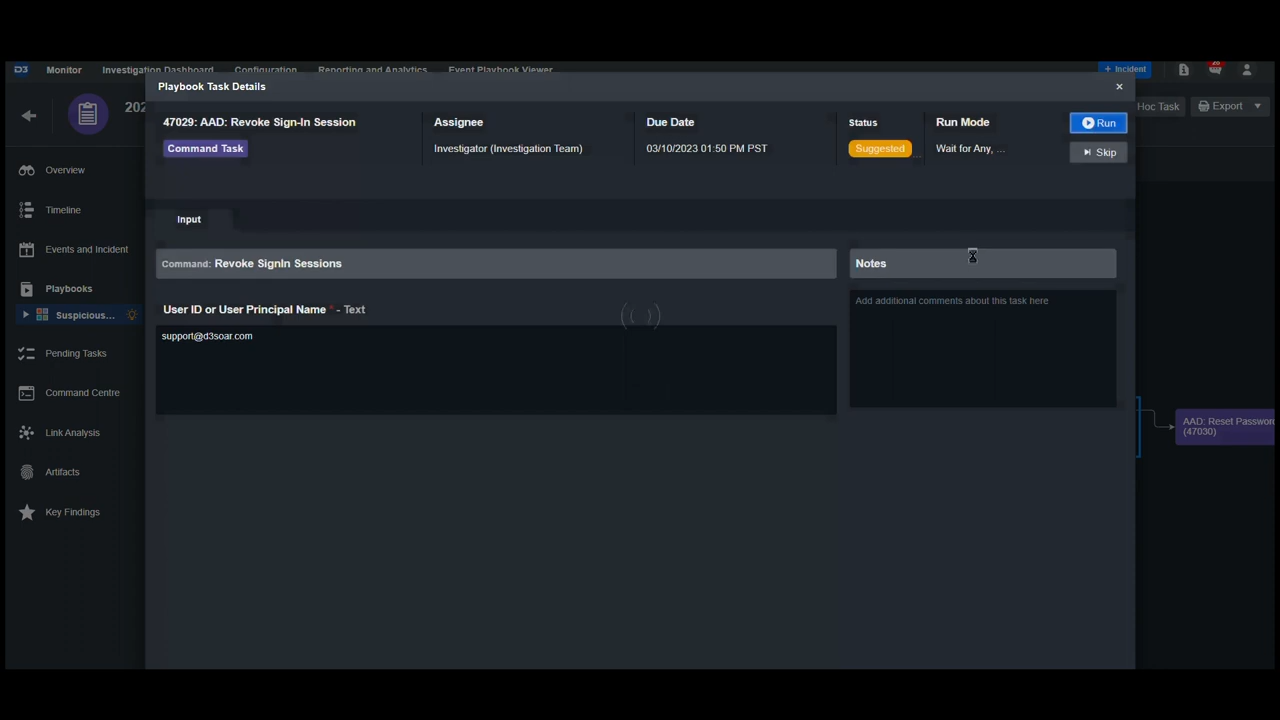 D3 Monitor Investigation Dashboard Configuration Reporting and Analytics Event Playbook Viewer + Incident
Playbook Task Details ×
202
Hoc Task Export
47029: AAD: Revoke Sign-In Session Assignee Due Date Status Run Mode Run
Command Task Investigator (Investigation Team) 03/10/2023 01:50 PM PST Suggested ... Wait for Any, ... Skip
Overview
Timeline
Events and Incident
Playbooks
Suspicious...
Pending Tasks
Command Centre
Link Analysis
Artifacts
Key Findings
Input
Command: Revoke SignIn Sessions
User ID or User Principal Name * - Text
support@d3soar.com
Notes
Add additional comments about this task here
AAD: Reset Passwor
(47030)